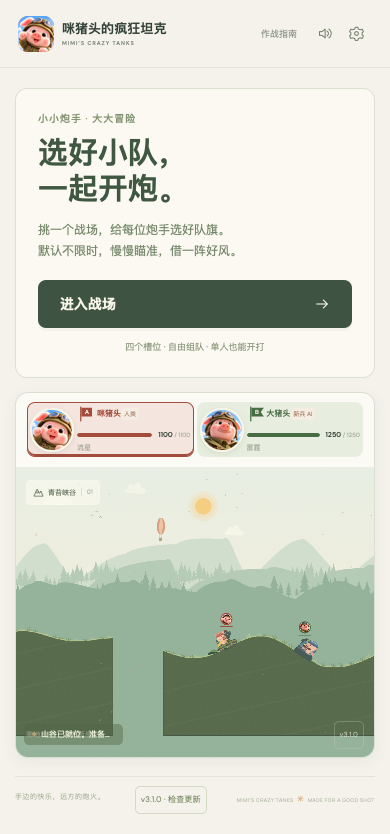 咪猪头的疯狂坦克
MIMI'S CRAZY TANKS
作战指南
小小炮手 · 大大冒险
选好小队，
一起开炮。
挑一个战场，给每位炮手选好队旗。
默认不限时，慢慢瞄准，借一阵好风。
进入战场 →
四个槽位 · 自由组队 · 单人也能开打
A 咪猪头 人类
1100 / 1100
流星
B 大猪头 新兵 AI
1250 / 1250
青苔峡谷 01
山谷已就位，准备…
v3.1.0
手边的快乐，远方的炮火。
v3.1.0 · 检查更新
MIMI'S CRAZY TANKS ☀ MADE FOR A GOOD SHOT